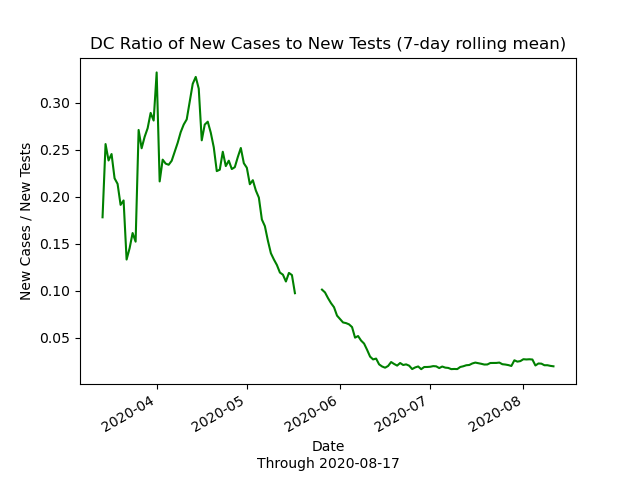 DC Ratio of New Cases to New Tests (7-day rolling mean)
New Cases / New Tests
0.30
0.25
0.20
0.15
0.10
0.05
2020-04
2020-05
2020-06
2020-07
2020-08
Date
Through 2020-08-17